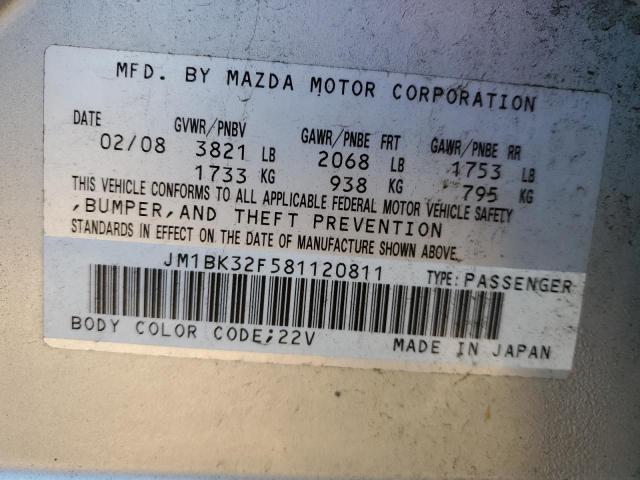 MFD. BY MAZDA MOTOR CORPORATION
DATE GVWR/PNBV GAWR/PNBE FRT GAWR/PNBE RR
02/08 3821 LB 2068 LB 1753 LB
1733 KG 938 KG 795 KG
THIS VEHICLE CONFORMS TO ALL APPLICABLE FEDERAL MOTOR VEHICLE SAFETY
,BUMPER,AND THEFT PREVENTION
STANDARDS IN EFFECT ON THE DATE OF MANUFACTURE SHOWN ABOVE.
JM1BK32F581120811 TYPE:PASSENGER
BODY COLOR CODE;22V MADE IN JAPAN